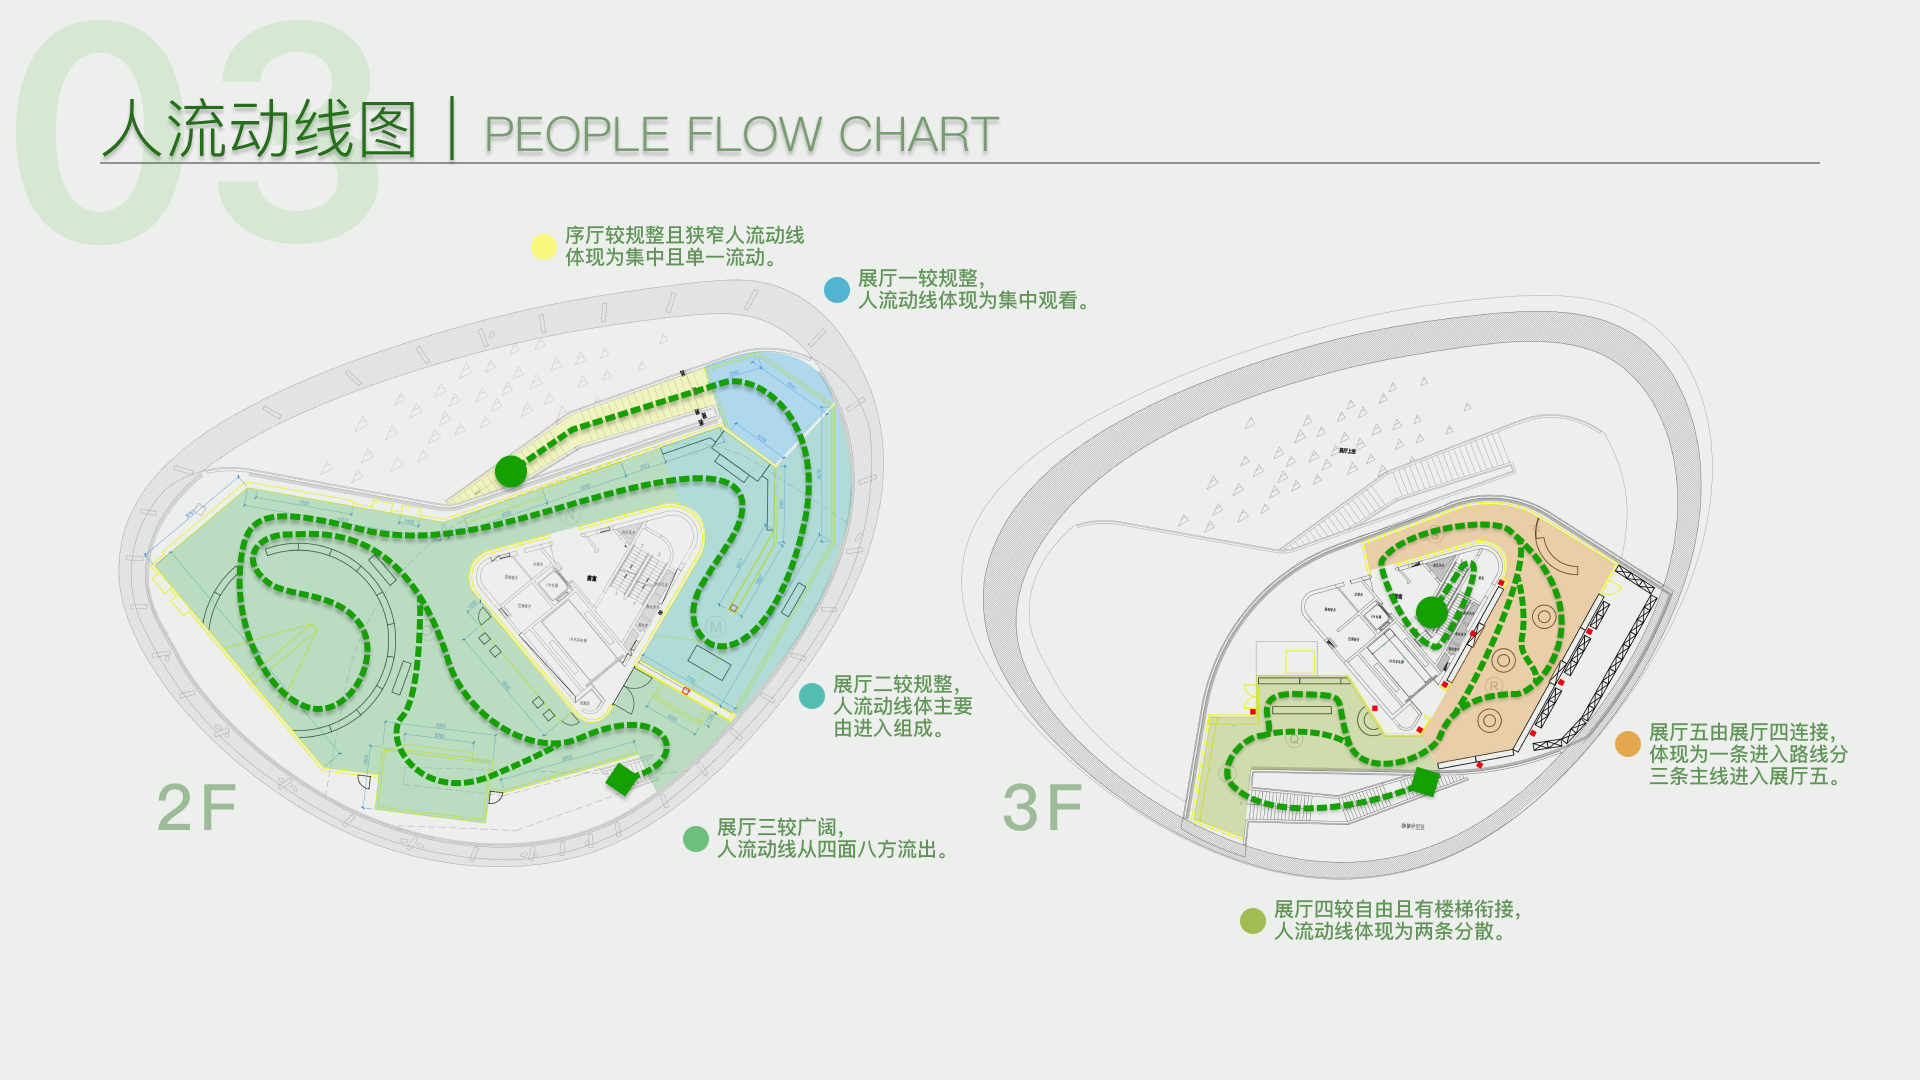 03
人流动线图 | PEOPLE FLOW CHART
序厅较规整且狭窄人流动线
体现为集中且单一流动。
展厅一较规整，
人流动线体现为集中观看。
展厅二较规整，
人流动线体主要
由进入组成。
展厅三较广阔，
人流动线从四面八方流出。
2F
3F
M
R
Q
S
展厅五由展厅四连接，
体现为一条进入路线分
三条主线进入展厅五。
展厅四较自由且有楼梯衔接，
人流动线体现为两条分散。